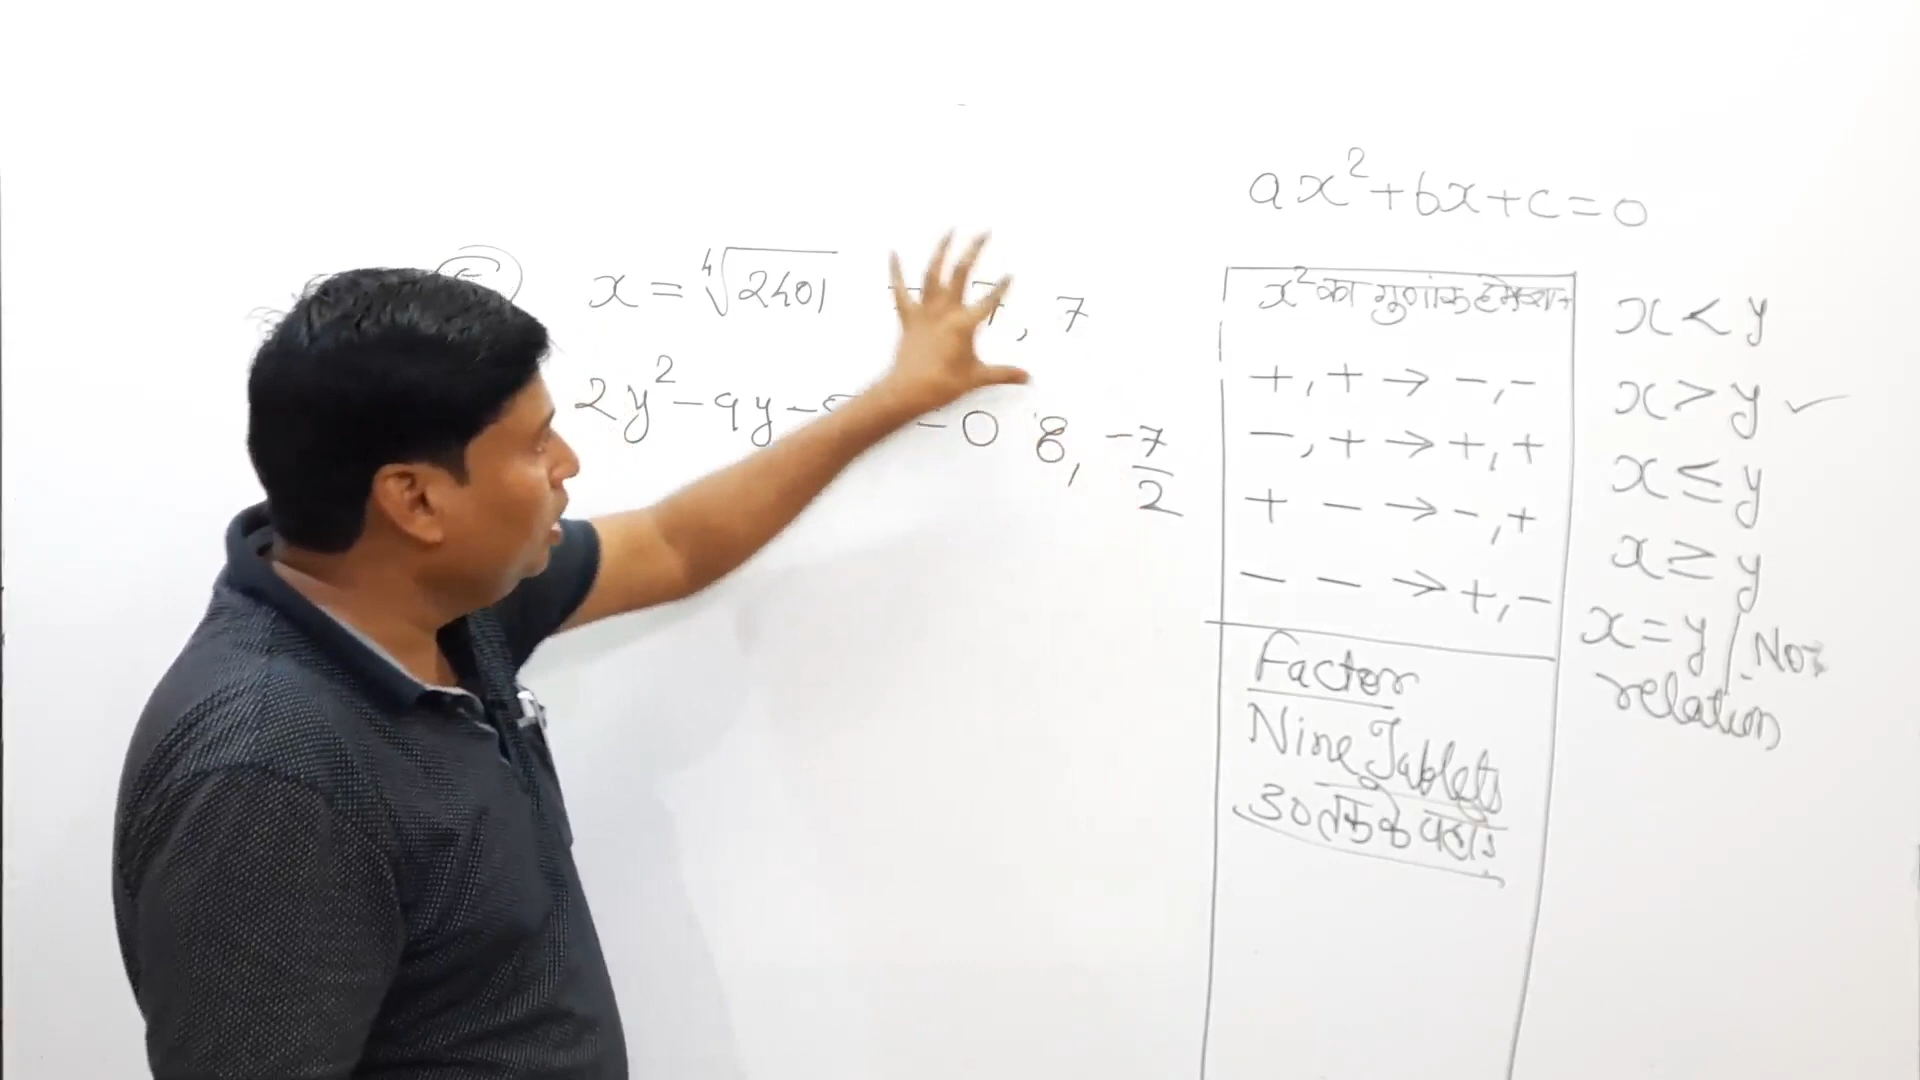 ax²+bx+c=0
x = ∜2401 7, 7
2y²-9y- =0 8, -7/2
x² का गुणांक हमेशा +
+, + → -, -
-, + → +, +
+ - → -, +
- - → +, -
Factor
Nine Tablets
30 तक के पहाड़े
x < y
x > y ✓
x ≤ y
x ≥ y
x = y / No
relation